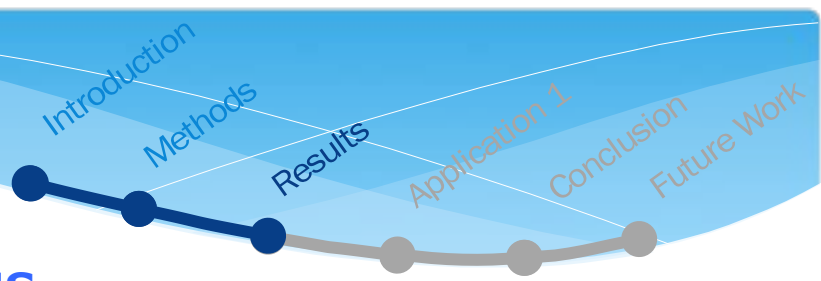 Introduction
Methods
Results
Application 1
Conclusion
Future Work